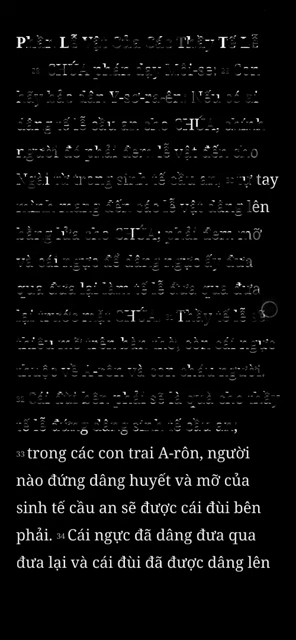 Phần Lễ Vật Của Các Thầy Tế Lễ
28 CHÚA phán dạy Môi-se: 29 Con
hãy bảo dân Y-sơ-ra-ên: Nếu có ai
dâng tế lễ cầu an cho CHÚA, chính
người đó phải đem lễ vật đến cho
Ngài từ trong sinh tế cầu an, 30 tự tay
mình mang đến các lễ vật dâng lên
bằng lửa cho CHÚA; phải đem mỡ
và cái ngực để dâng ngực ấy đưa
qua đưa lại làm tế lễ đưa qua đưa
lại trước mặt CHÚA. 31 Thầy tế lễ sẽ
thiêu mỡ trên bàn thờ, còn cái ngực
thuộc về A-rôn và con cháu người.
32 Cái đùi bên phải sẽ là quà cho thầy
tế lễ đứng dâng sinh tế cầu an;
33 trong các con trai A-rôn, người
nào đứng dâng huyết và mỡ của
sinh tế cầu an sẽ được cái đùi bên
phải. 34 Cái ngực đã dâng đưa qua
đưa lại và cái đùi đã được dâng lên